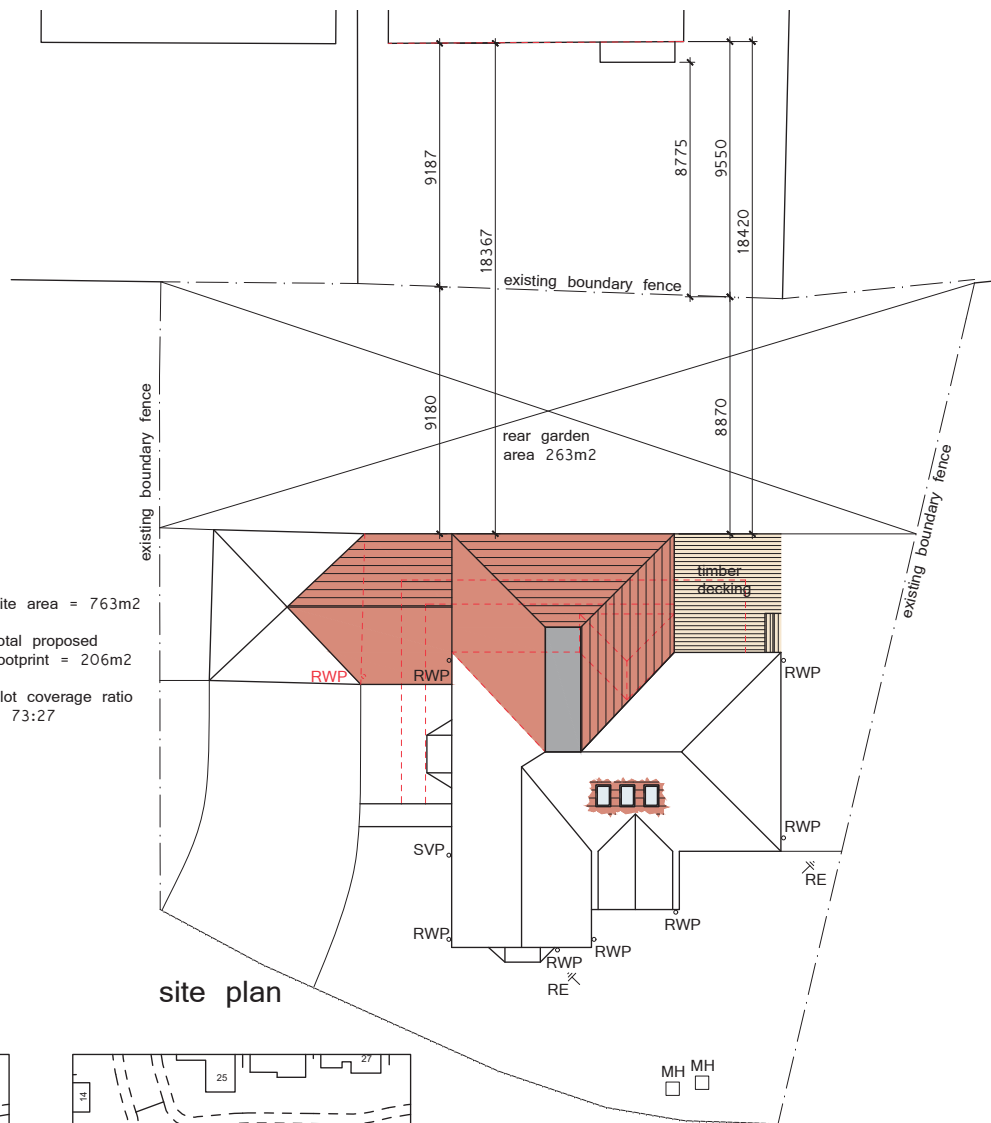 9187
18367
8775
9550
18420
existing boundary fence
existing boundary fence
9180
8870
rear garden
area 263m2
existing boundary fence
timber
decking
ite area = 763m2
otal proposed
ootprint = 206m2
lot coverage ratio
73:27
RWP
RWP
RWP
RWP
SVP
RE
RWP
RWP
RWP
RWP
RE
site plan
MH
MH
14
25
27